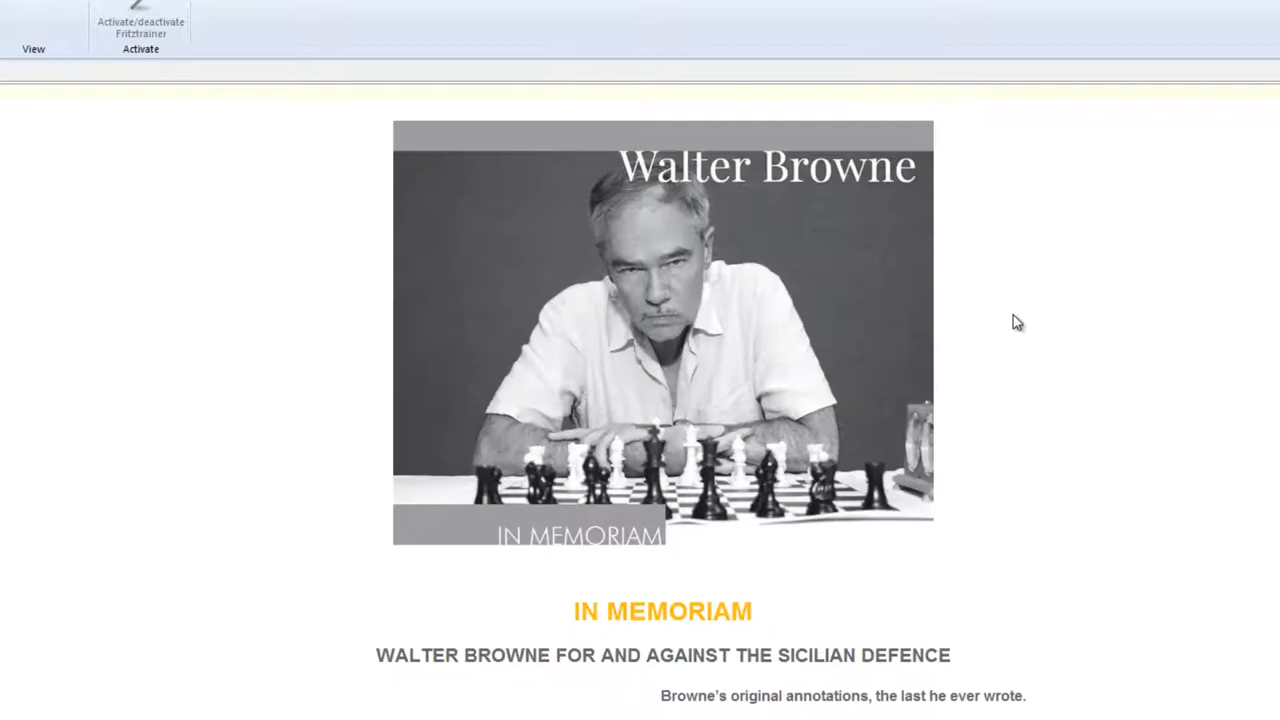 Activate/deactivate
Fritztrainer
View
Activate
Walter Browne
IN MEMORIAM
IN MEMORIAM
WALTER BROWNE FOR AND AGAINST THE SICILIAN DEFENCE
Browne’s original annotations, the last he ever wrote.